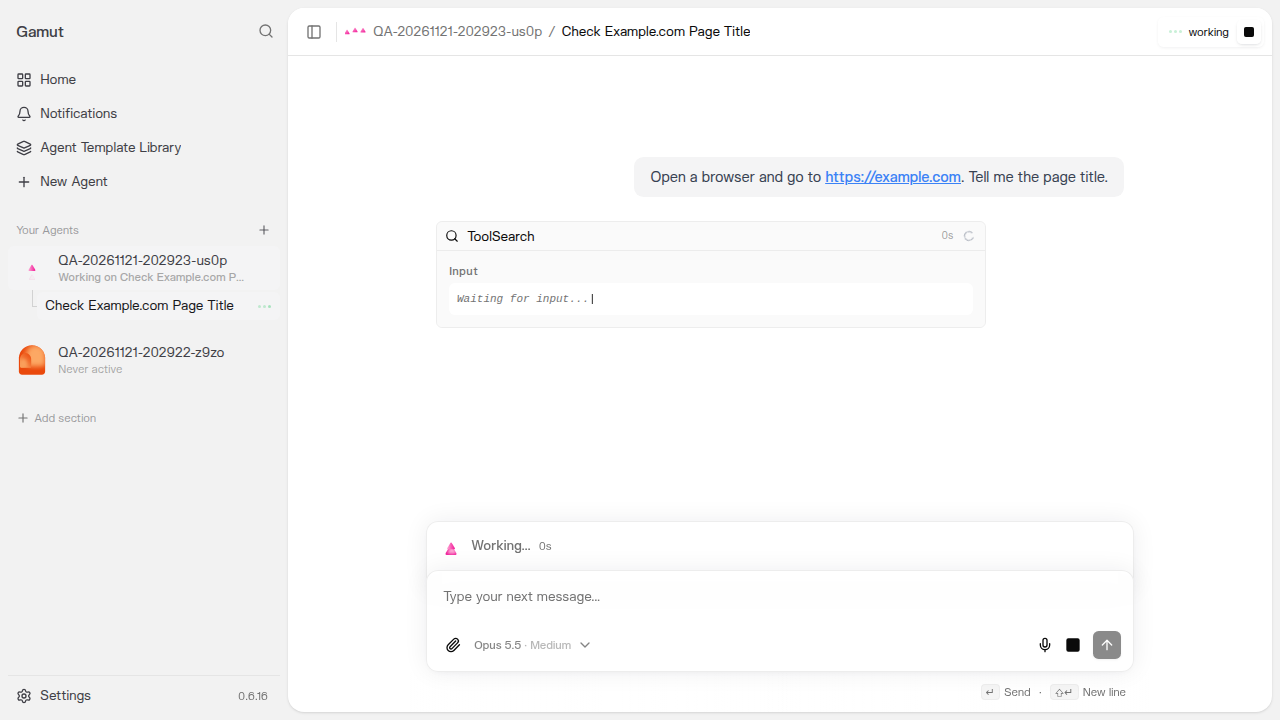 Gamut
Home
Notifications
Agent Template Library
New Agent
Your Agents
QA-20261121-202923-us0p
Working on Check Example.com P...
Check Example.com Page Title
QA-20261121-202922-z9zo
Never active
Add section
Settings
0.6.16
QA-20261121-202923-us0p / Check Example.com Page Title
working
Open a browser and go to https://example.com. Tell me the page title.
ToolSearch
0s
Input
Waiting for input...
Working... 0s
Type your next message...
Opus 5.5 · Medium
Send · New line